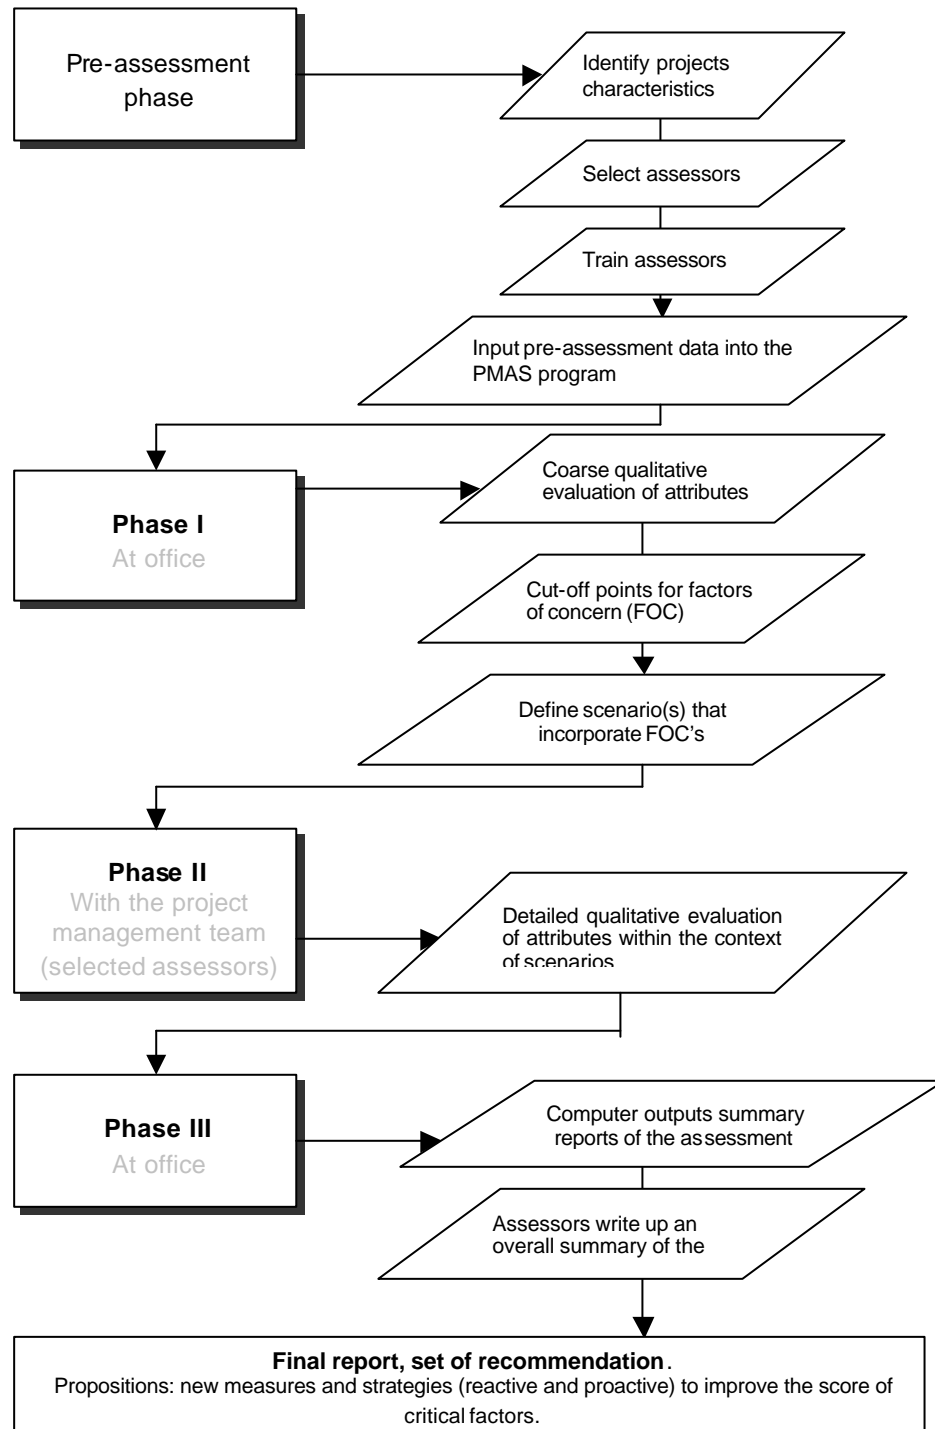 Pre-assessment
phase
Identify projects
characteristics
Select assessors
Train assessors
Input pre-assessment data into the
PMAS program
Phase I
At office
Coarse qualitative
evaluation of attributes
Cut-off points for factors
of concern (FOC)
Define scenario(s) that
incorporate FOC's
Phase II
With the project
management team
(selected assessors)
Detailed qualitative evaluation
of attributes within the context
of scenarios
Phase III
At office
Computer outputs summary
reports of the assessment
Assessors write up an
overall summary of the
Final report, set of recommendation.
Propositions: new measures and strategies (reactive and proactive) to improve the score of
critical factors.